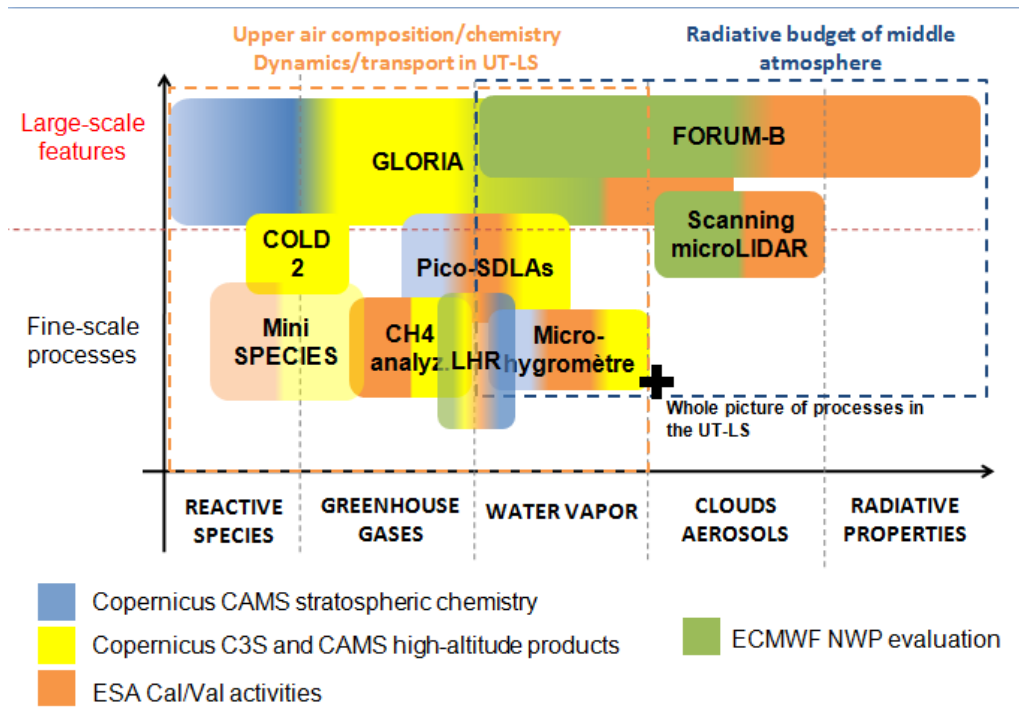 Upper air composition/chemistry
Dynamics/transport in UT-LS
Radiative budget of middle
atmosphere
Large-scale
features
GLORIA
FORUM-B
COLD
2
Pico-SDLAs
Scanning
microLIDAR
Fine-scale
processes
Mini
SPECIES
CH4
analyz.
LHR
Micro-
hygromètre
Whole picture of processes in
the UT-LS
REACTIVE
SPECIES
GREENHOUSE
GASES
WATER VAPOR
CLOUDS
AEROSOLS
RADIATIVE
PROPERTIES
Copernicus CAMS stratospheric chemistry
Copernicus C3S and CAMS high-altitude products
ESA Cal/Val activities
ECMWF NWP evaluation